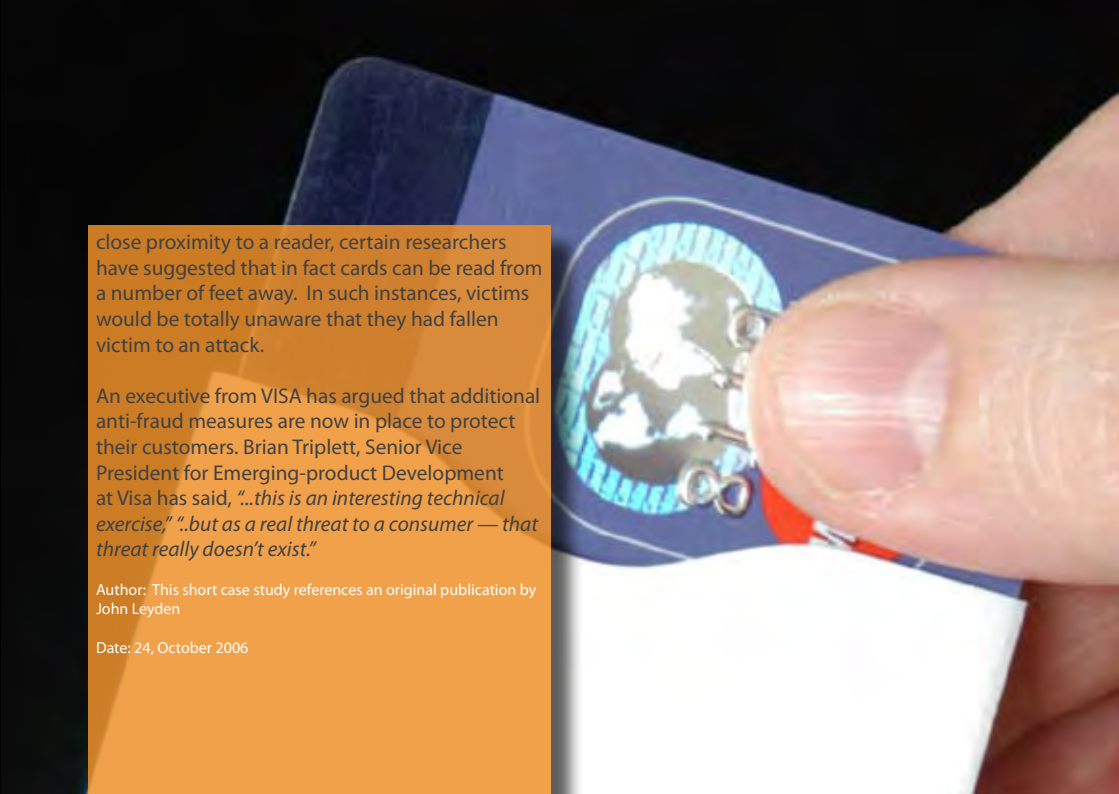 close proximity to a reader, certain researchers
have suggested that in fact cards can be read from
a number of feet away.  In such instances, victims
would be totally unaware that they had fallen
victim to an attack.
An executive from VISA has argued that additional
anti-fraud measures are now in place to protect
their customers. Brian Triplett, Senior Vice
President for Emerging-product Development
at Visa has said, “...this is an interesting technical
exercise,” “..but as a real threat to a consumer — that
threat really doesn’t exist.”
Author:  This short case study references an original publication by
John Leyden
Date: 24, October 2006